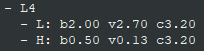 - L4
- L: b2.00 v2.70 c3.20
- H: b0.50 v0.13 c3.20